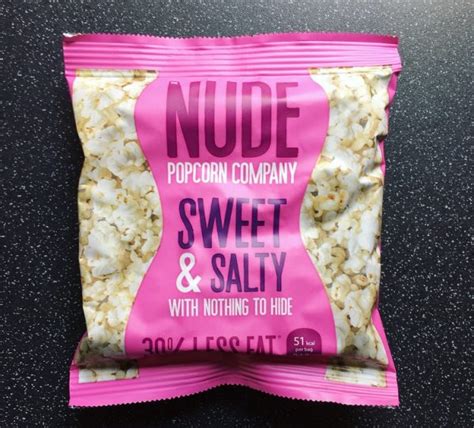 NUDE
POPCORN COMPANY
SWEET
& SALTY
WITH NOTHING TO HIDE
30% LESS FAT*
51 kcal
per bag